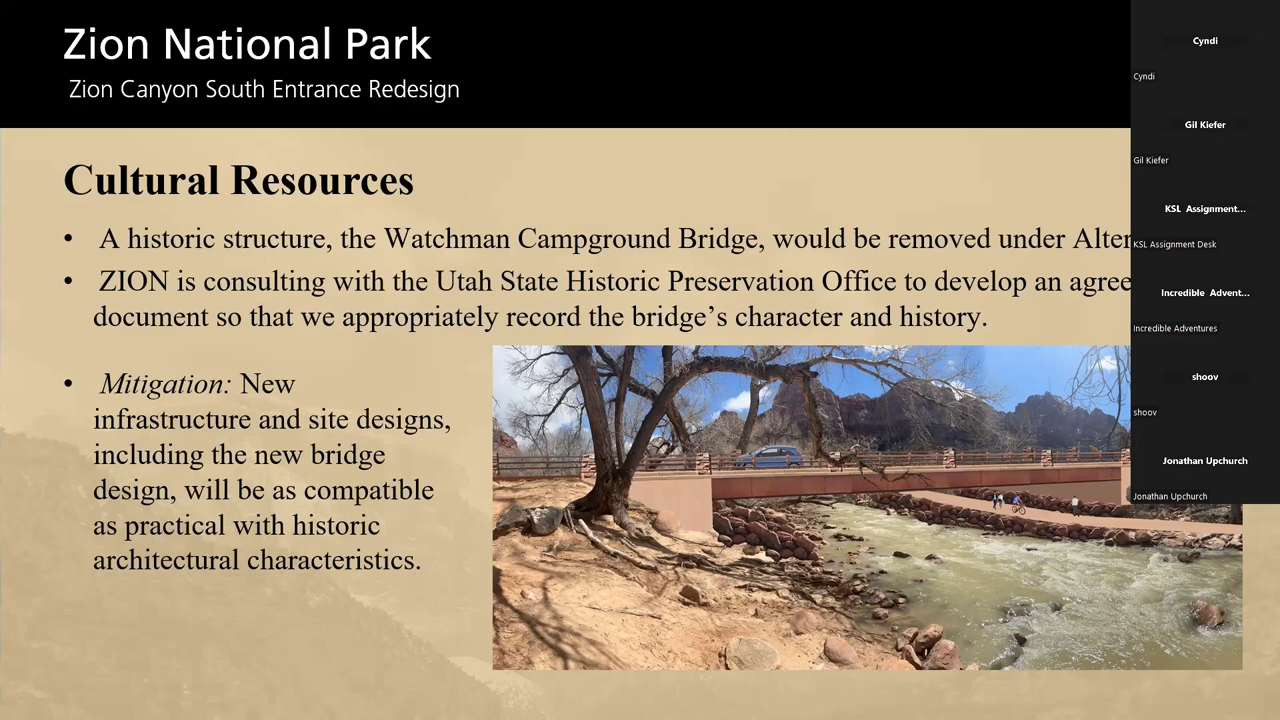 Zion National Park
Zion Canyon South Entrance Redesign
Cultural Resources
• A historic structure, the Watchman Campground Bridge, would be removed under Alter
• ZION is consulting with the Utah State Historic Preservation Office to develop an agree
document so that we appropriately record the bridge’s character and history.
• Mitigation: New
infrastructure and site designs,
including the new bridge
design, will be as compatible
as practical with historic
architectural characteristics.
Cyndi
Cyndi
Gil Kiefer
Gil Kiefer
KSL Assignment...
KSL Assignment Desk
Incredible Advent...
Incredible Adventures
shoov
shoov
Jonathan Upchurch
Jonathan Upchurch